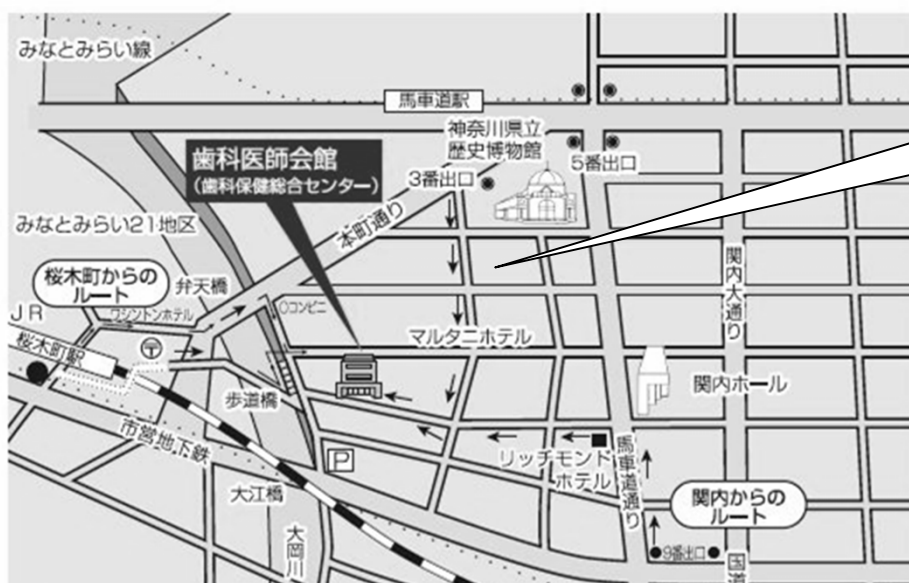 みなとみらい線
馬車道駅
神奈川県立
歴史博物館
5番出口
3番出口
歯科医師会館
(歯科保健総合センター)
本町通り
みなとみらい21地区
桜木町からの
ルート
弁天橋
ワシントンホテル
○コンビニ
JR
桜木町駅
マルタニホテル
関内大通り
関内ホール
歩道橋
市営地下鉄
P
リッチモンド
ホテル
馬車道通り
大江橋
大岡川
関内からの
ルート
9番出口
国道